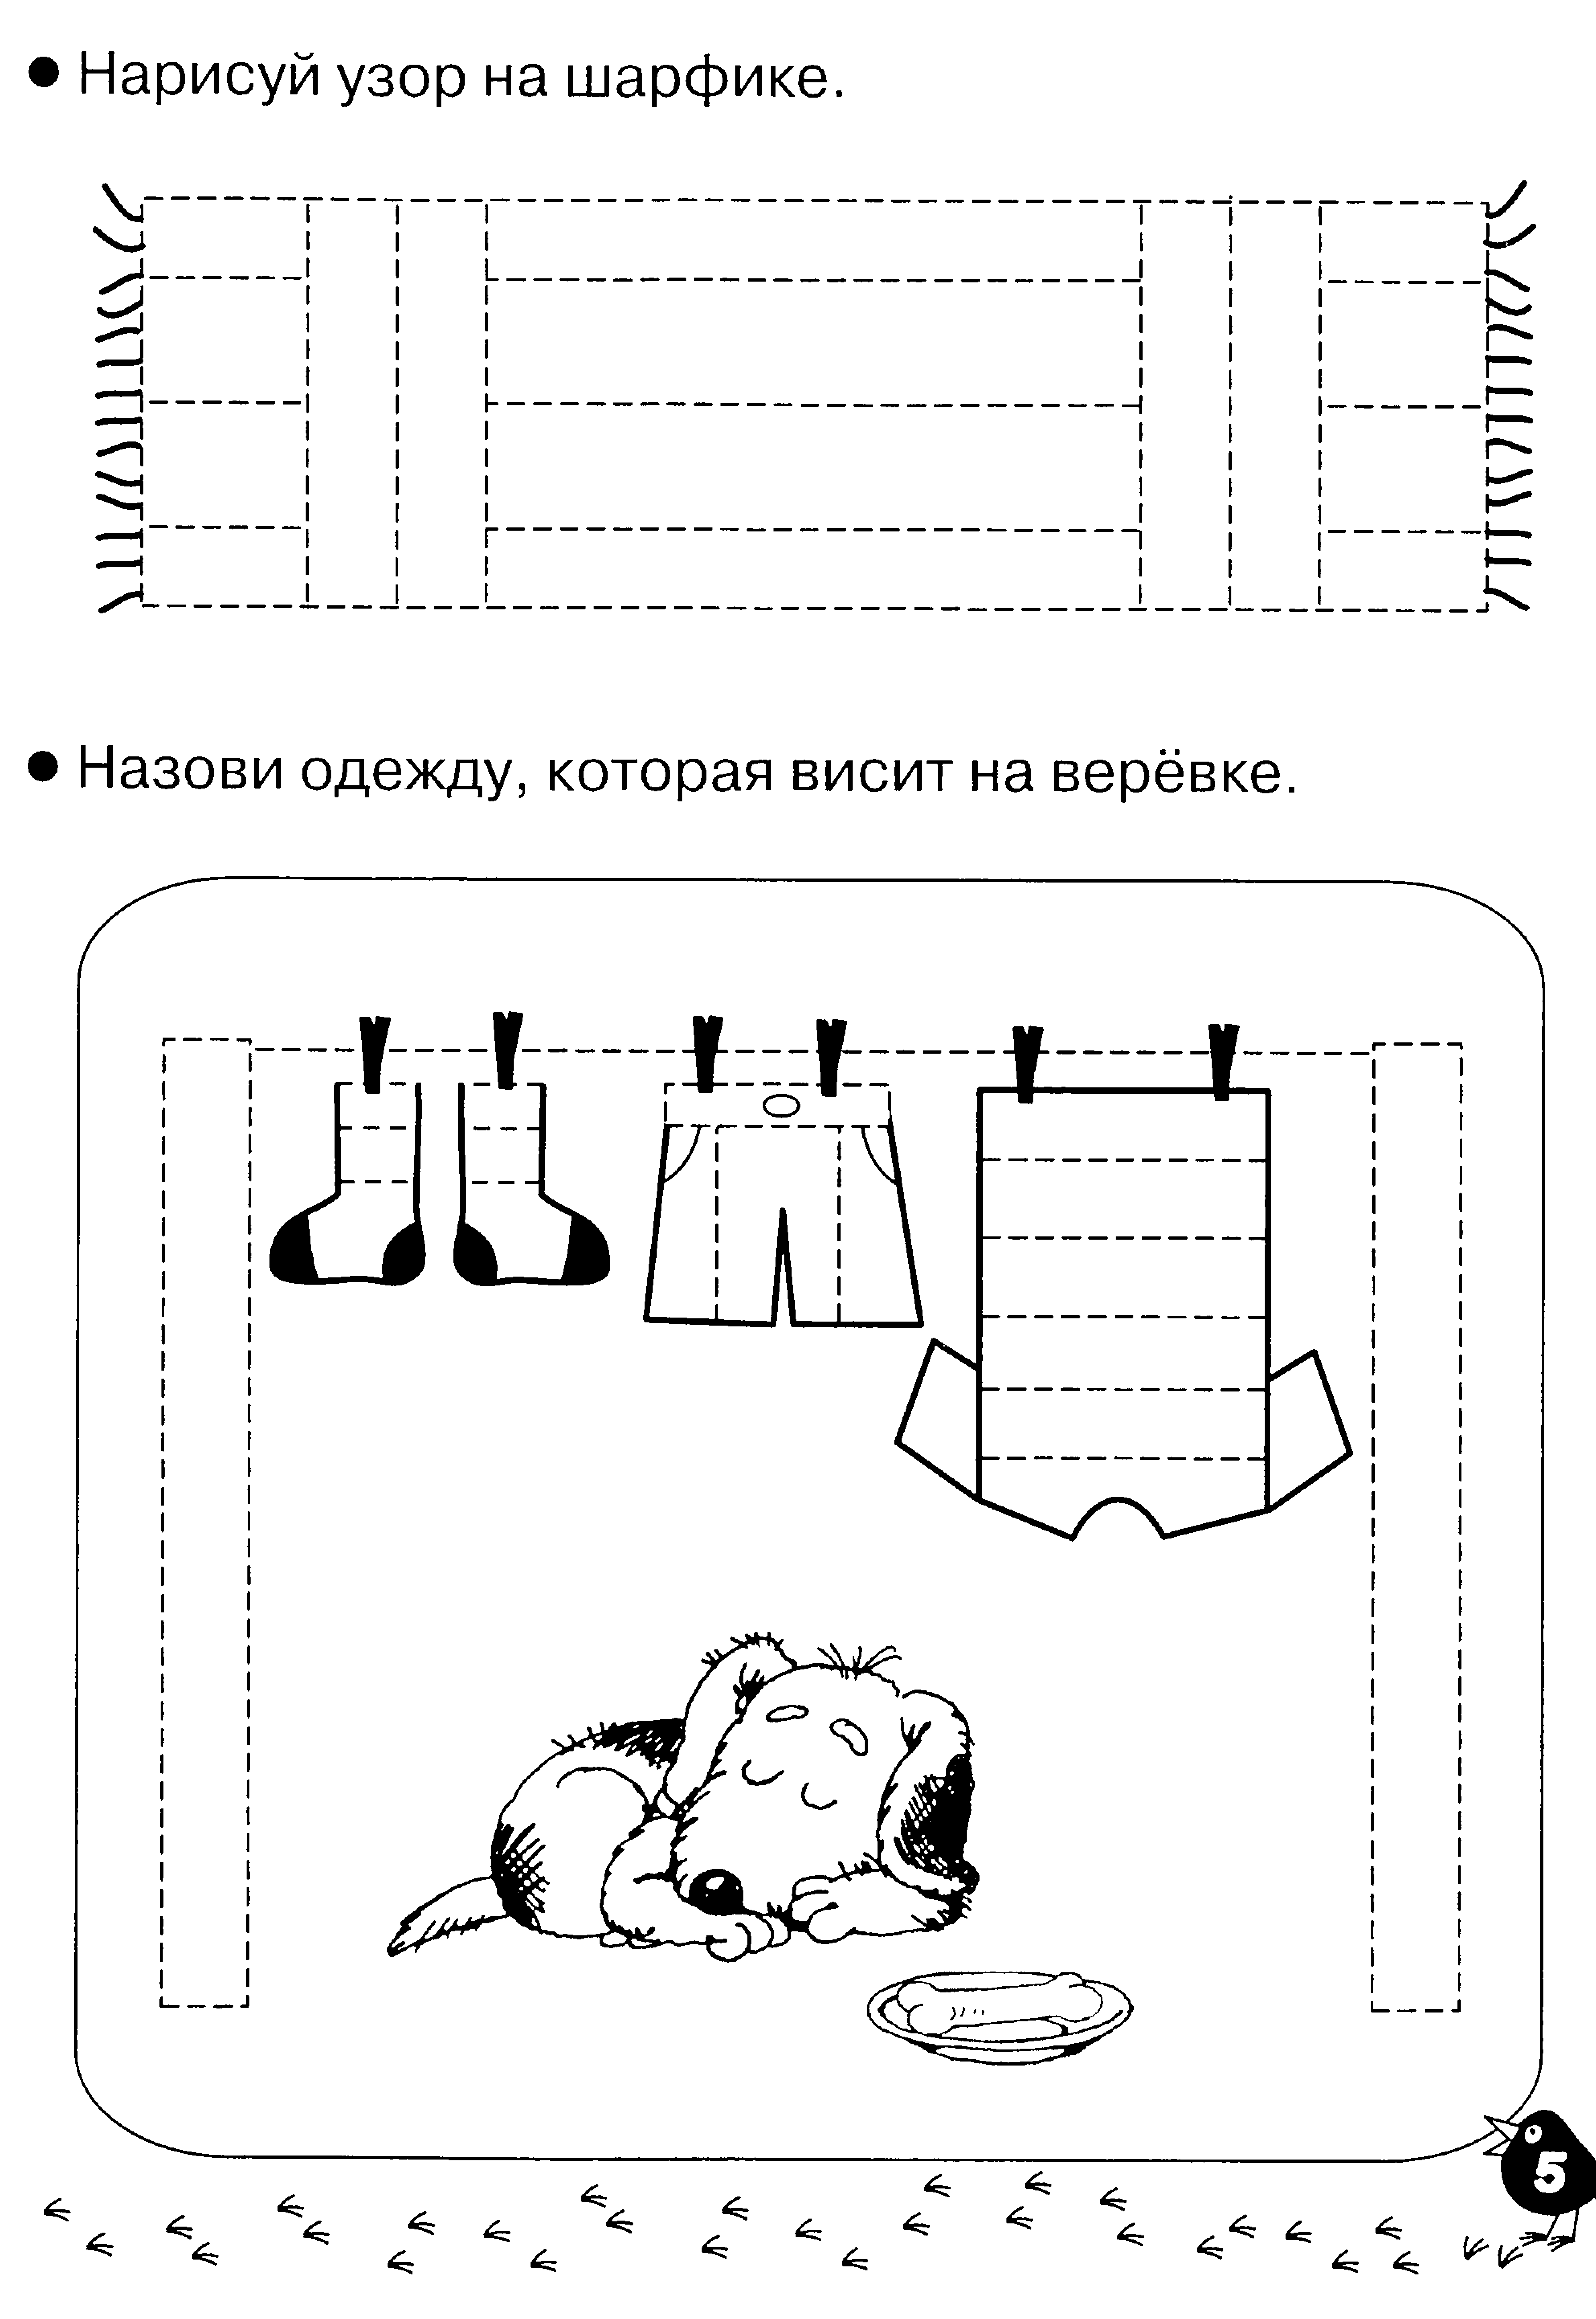 ● Нарисуй узор на шарфике.
● Назови одежду, которая висит на верёвке.
5